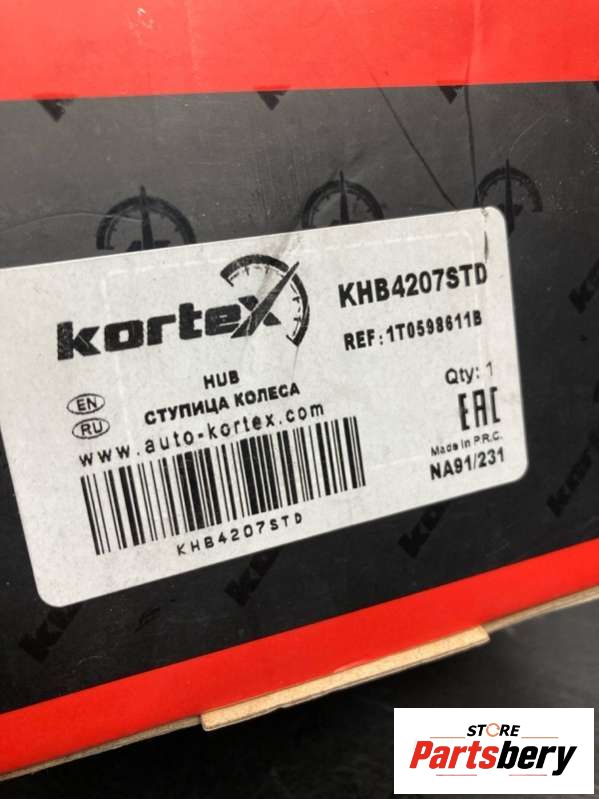 kortex
KHB4207STD
REF: 1T0598611B
HUB
EN
СТУПИЦА КОЛЕСА
RU
Qty: 1
EAC
www.auto-kortex.com
Made in P.R.C.
NA91/231
KHB4207STD
STORE
Partsbery